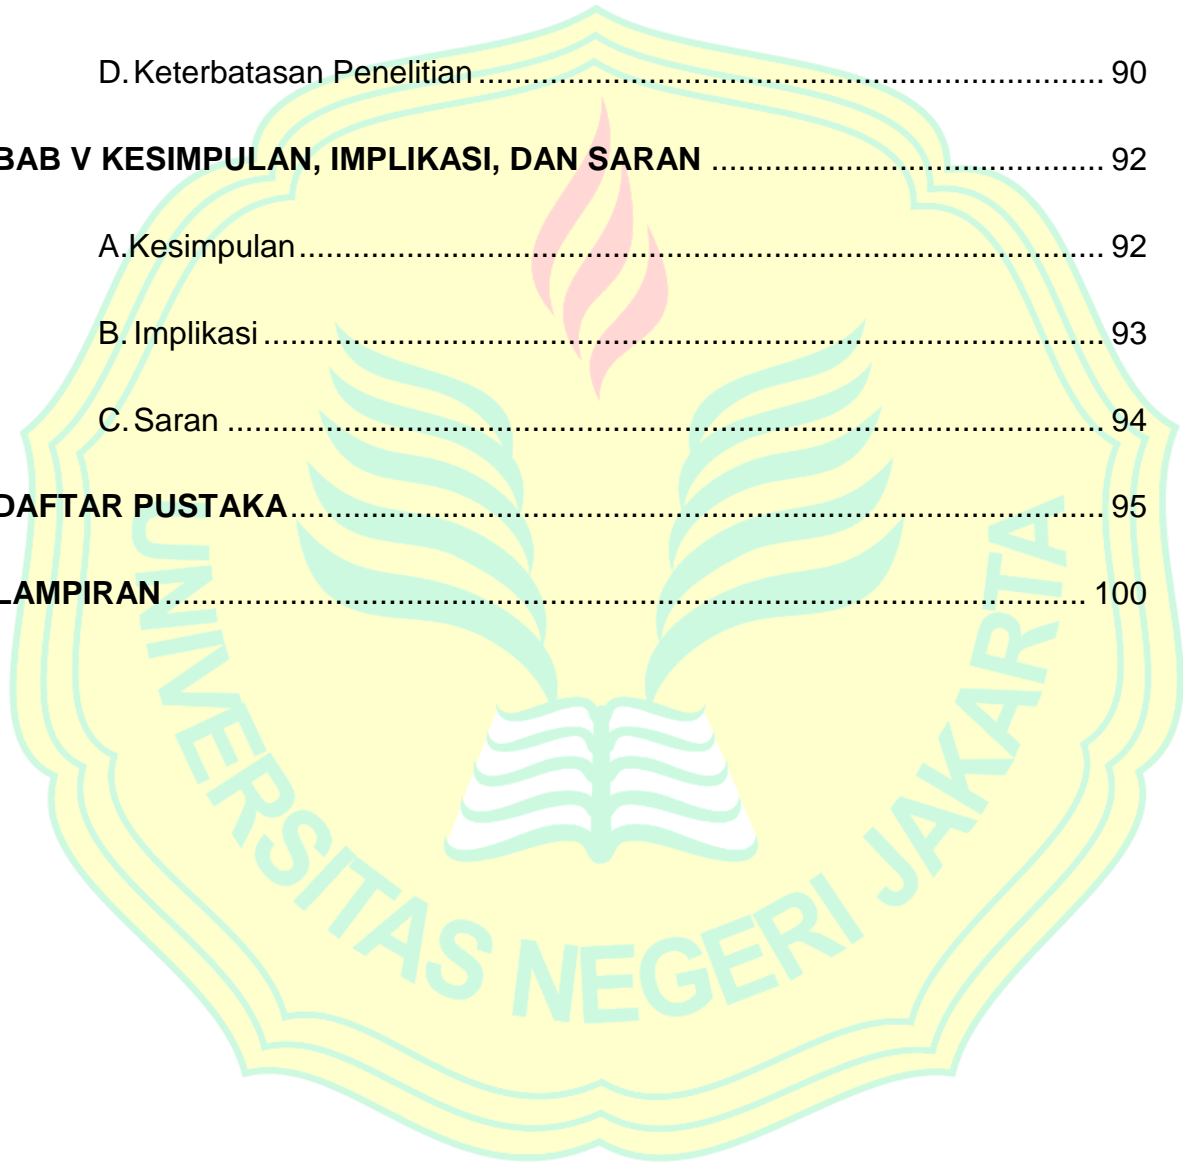 D. Keterbatasan Penelitian ....................................................................... 90
BAB V KESIMPULAN, IMPLIKASI, DAN SARAN ............................................ 92
A.Kesimpulan .......................................................................................... 92
B. Implikasi .............................................................................................. 93
C. Saran .................................................................................................. 94
DAFTAR PUSTAKA ........................................................................................... 95
LAMPIRAN ....................................................................................................... 100
UNIVERSITAS NEGERI JAKARTA